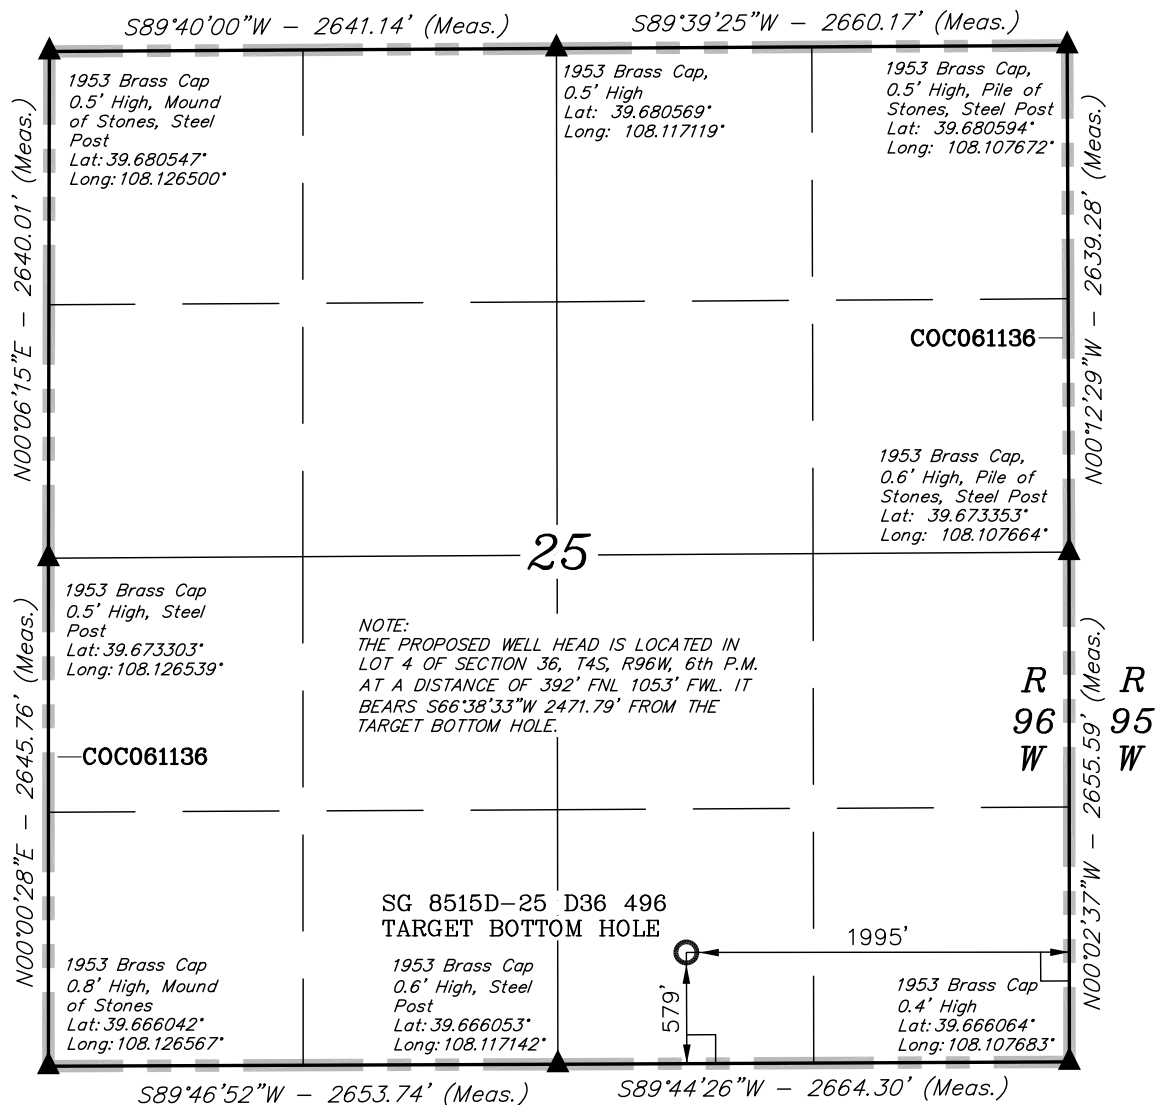 S89°40'00"W - 2641.14' (Meas.)
S89°39'25"W - 2660.17' (Meas.)
1953 Brass Cap
0.5' High, Mound
of Stones, Steel
Post
Lat: 39.680547°
Long: 108.126500°
1953 Brass Cap,
0.5' High
Lat: 39.680569°
Long: 108.117119°
1953 Brass Cap,
0.5' High, Pile of
Stones, Steel Post
Lat: 39.680594°
Long: 108.107672°
N00°06'15"E - 2640.01' (Meas.)
N00°12'29"W - 2639.28' (Meas.)
COC061136
1953 Brass Cap,
0.6' High, Pile of
Stones, Steel Post
Lat: 39.673353°
Long: 108.107664°
25
1953 Brass Cap
0.5' High, Steel
Post
Lat: 39.673303°
Long: 108.126539°
NOTE:
THE PROPOSED WELL HEAD IS LOCATED IN
LOT 4 OF SECTION 36, T4S, R96W, 6th P.M.
AT A DISTANCE OF 392' FNL 1053' FWL. IT
BEARS S66°38'33"W 2471.79' FROM THE
TARGET BOTTOM HOLE.
R
96
W
R
95
W
N00°00'28"E - 2645.76' (Meas.)
N00°02'37"W - 2655.59' (Meas.)
COC061136
SG 8515D-25 D36 496
TARGET BOTTOM HOLE
1995'
579'
1953 Brass Cap
0.8' High, Mound
of Stones
Lat: 39.666042°
Long: 108.126567°
1953 Brass Cap
0.6' High, Steel
Post
Lat: 39.666053°
Long: 108.117142°
1953 Brass Cap
0.4' High
Lat: 39.666064°
Long: 108.107683°
S89°46'52"W - 2653.74' (Meas.)
S89°44'26"W - 2664.30' (Meas.)